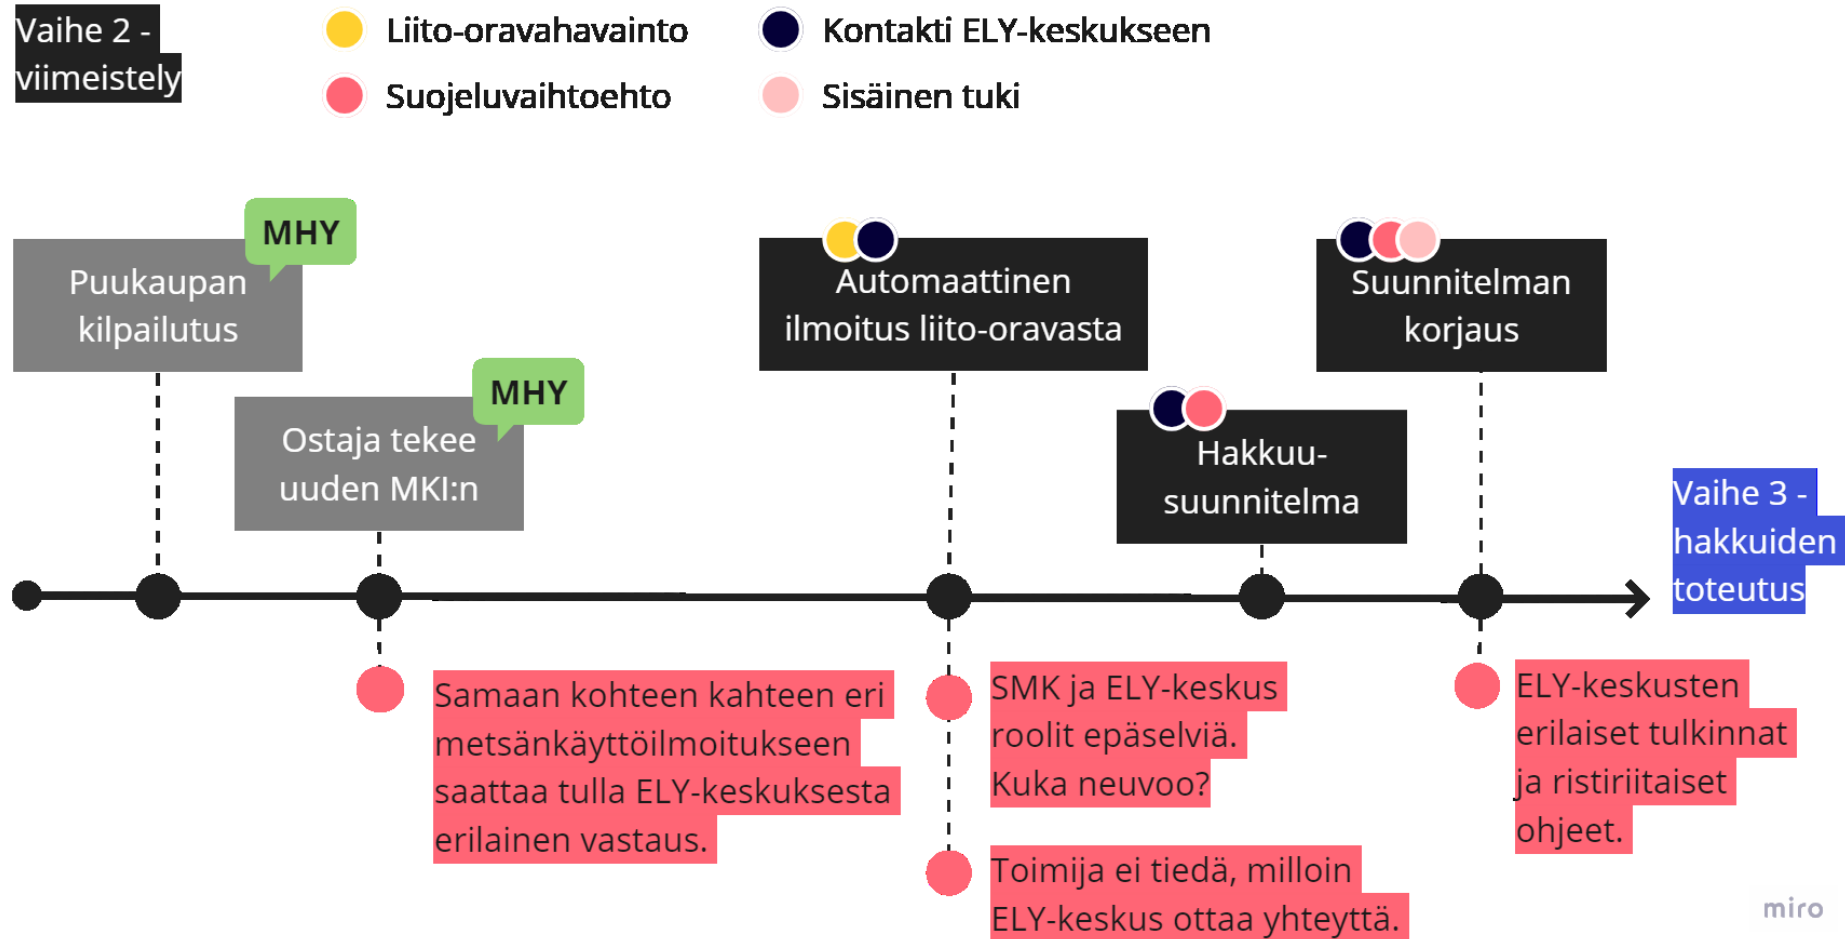 Vaihe 2 -
viimeistely
Liito-oravahavainto
Kontakti ELY-keskukseen
Suojeluvaihtoehto
Sisäinen tuki
MHY
Puukaupan
kilpailutus
MHY
Ostaja tekee
uuden MKI:n
Automaattinen
ilmoitus liito-oravasta
Hakkuu-
suunnitelma
Suunnitelman
korjaus
Vaihe 3 -
hakkuiden
toteutus
Samaan kohteen kahteen eri
metsänkäyttöilmoitukseen
saattaa tulla ELY-keskuksesta
erilainen vastaus.
SMK ja ELY-keskus
roolit epäselviä.
Kuka neuvoo?
Toimija ei tiedä, milloin
ELY-keskus ottaa yhteyttä.
ELY-keskusten
erilaiset tulkinnat
ja ristiriitaiset
ohjeet.
miro